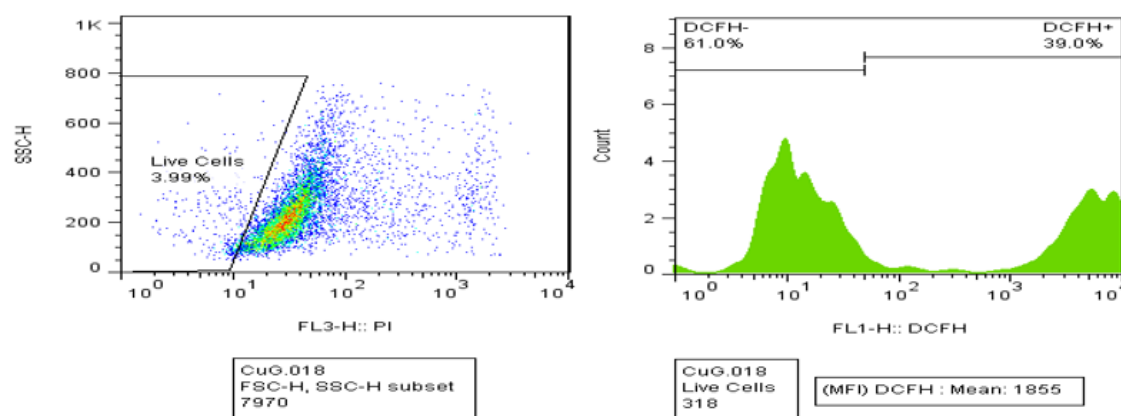 1K
800
600
400
200
0
SSC-H
Live Cells
3.99%
10^0 10^1 10^2 10^3 10^4
FL3-H:: PI
CuG.018
FSC-H, SSC-H subset
7970
DCFH-
61.0%
DCFH+
39.0%
8
6
4
2
0
Count
10^0 10^1 10^2 10^3 10^4
FL1-H:: DCFH
CuG.018
Live Cells
318
(MFI) DCFH : Mean: 1855